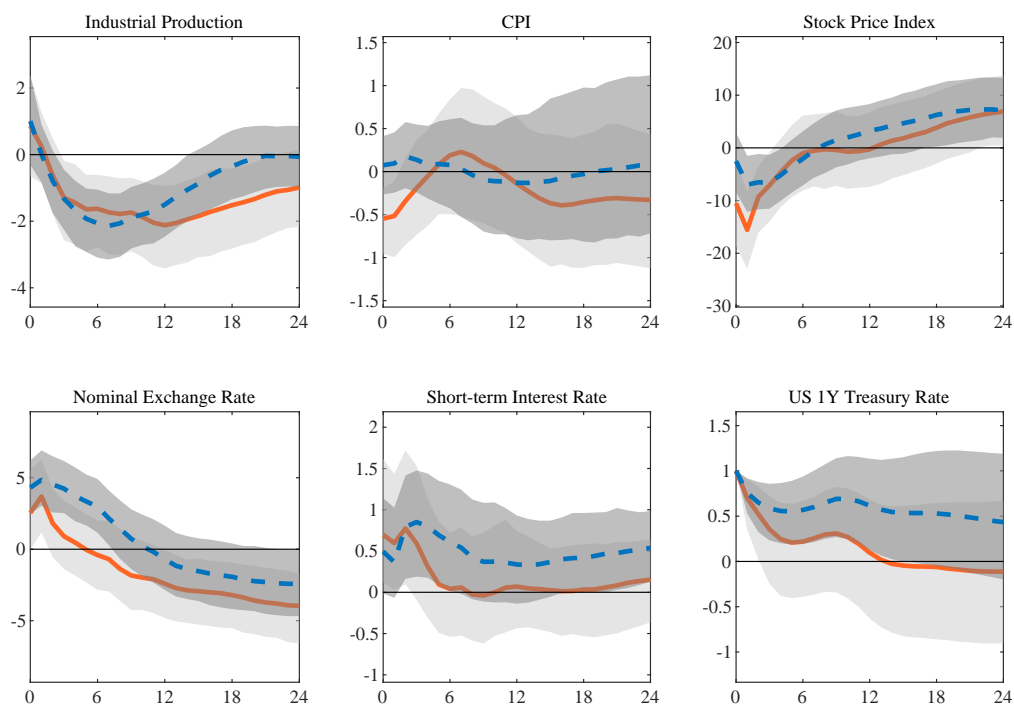 Industrial Production
2
0
-2
-4
0 6 12 18 24
CPI
1.5
1
0.5
0
-0.5
-1
-1.5
0 6 12 18 24
Stock Price Index
20
10
0
-10
-20
-30
0 6 12 18 24
Nominal Exchange Rate
5
0
-5
0 6 12 18 24
Short-term Interest Rate
2
1.5
1
0.5
0
-0.5
-1
0 6 12 18 24
US 1Y Treasury Rate
1.5
1
0.5
0
-0.5
-1
0 6 12 18 24